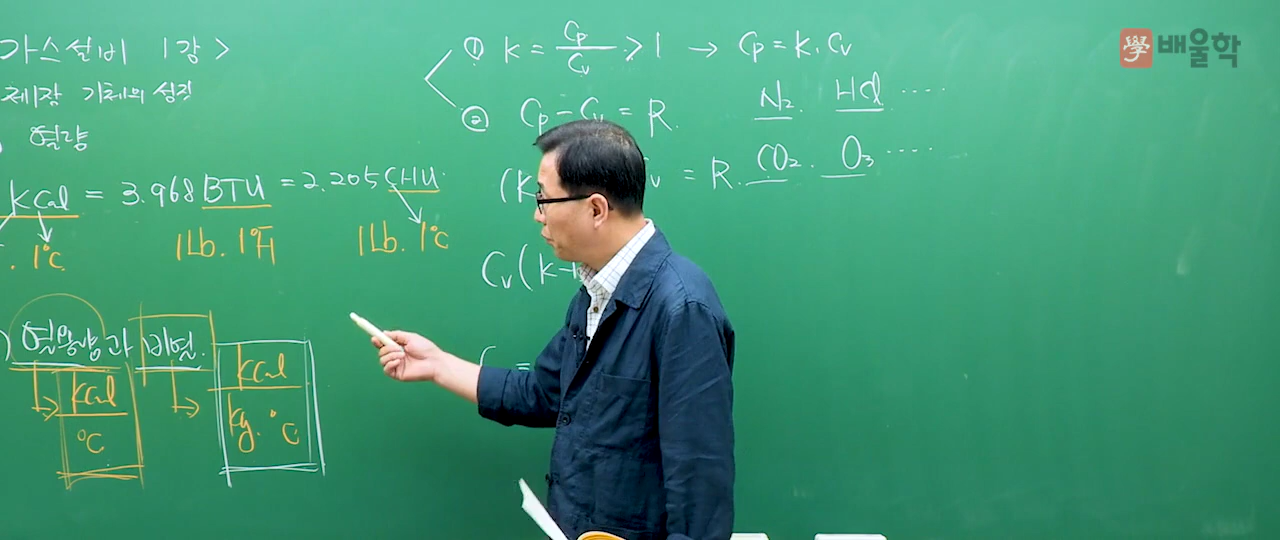 가스설비 1강>
제장 기체의 성질
열량
kcal = 3.968 BTU = 2.205 CHU
1℃
1Lb. 1℉
1Lb. 1℃
열용량과 비열.
kcal
℃
kcal
kg.℃
① K = Cp/Cv > 1 → Cp = K.Cv
② Cp - Cv = R.
N2. HCl ....
(K = R.
CO2. O3 ....
Cv(K-
C =
學 배울학